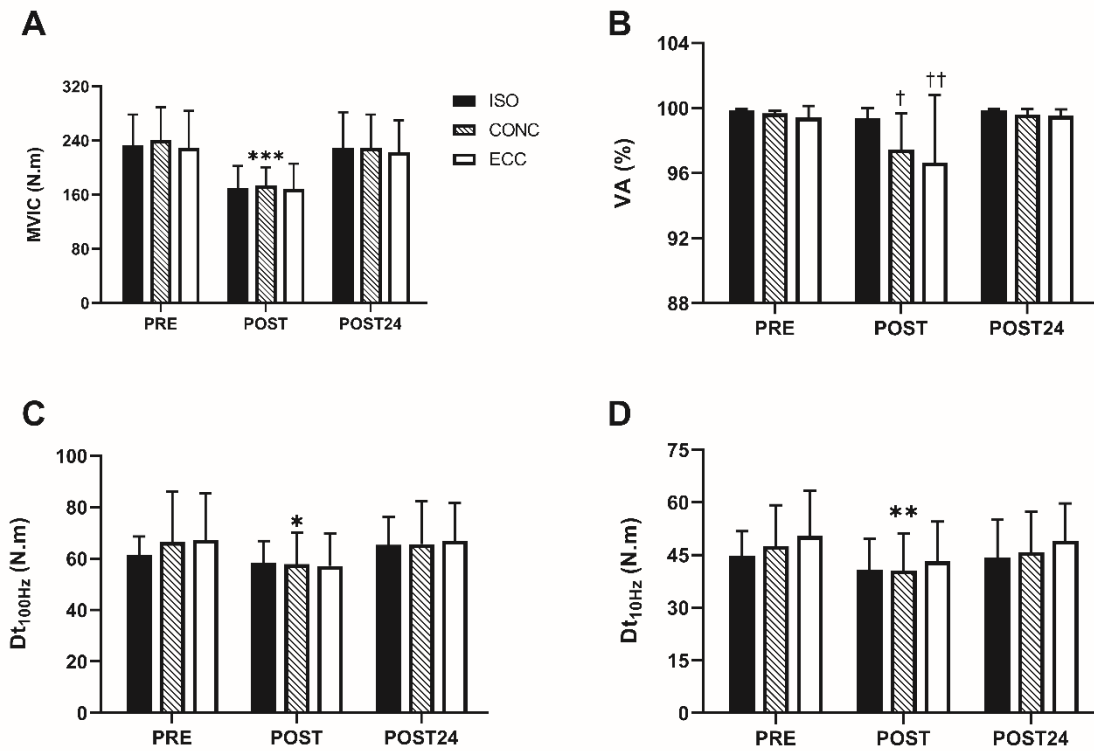 A
MVIC (N.m)
320
240
160
80
0
***
PRE
POST
POST24
ISO
CONC
ECC
B
VA (%)
104
100
96
92
88
†
††
PRE
POST
POST24
C
Dt100Hz (N.m)
100
80
60
40
20
0
*
PRE
POST
POST24
D
Dt10Hz (N.m)
75
60
45
30
15
0
**
PRE
POST
POST24